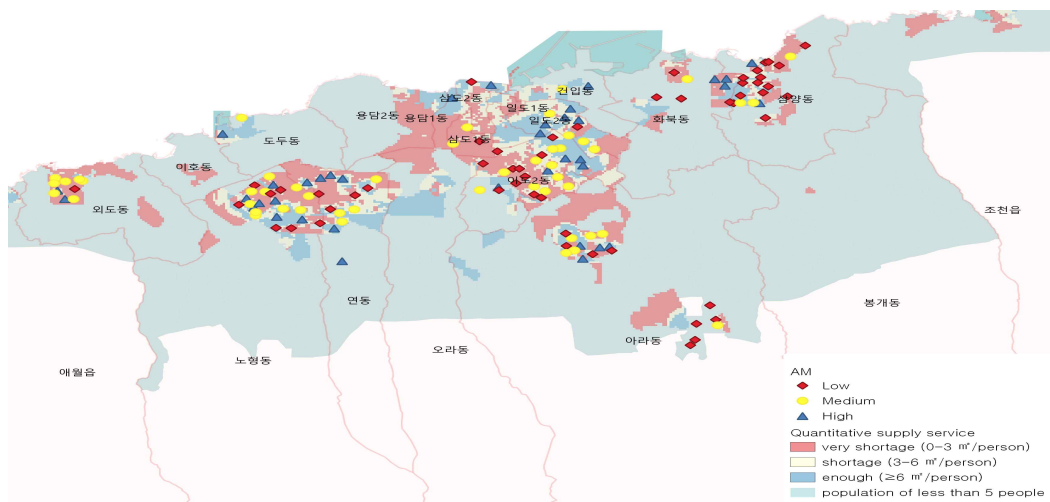 건입동
삼도2동
일도1동
삼양동
용담2동
용담1동
일도2동
화북동
도두동
삼도1동
이호동
이도2동
외도동
조천읍
연동
봉개동
노형동
오라동
아라동
애월읍
AM
Low
Medium
High
Quantitative supply service
very shortage (0-3 ㎡/person)
shortage (3-6 ㎡/person)
enough (≥6 ㎡/person)
population of less than 5 people